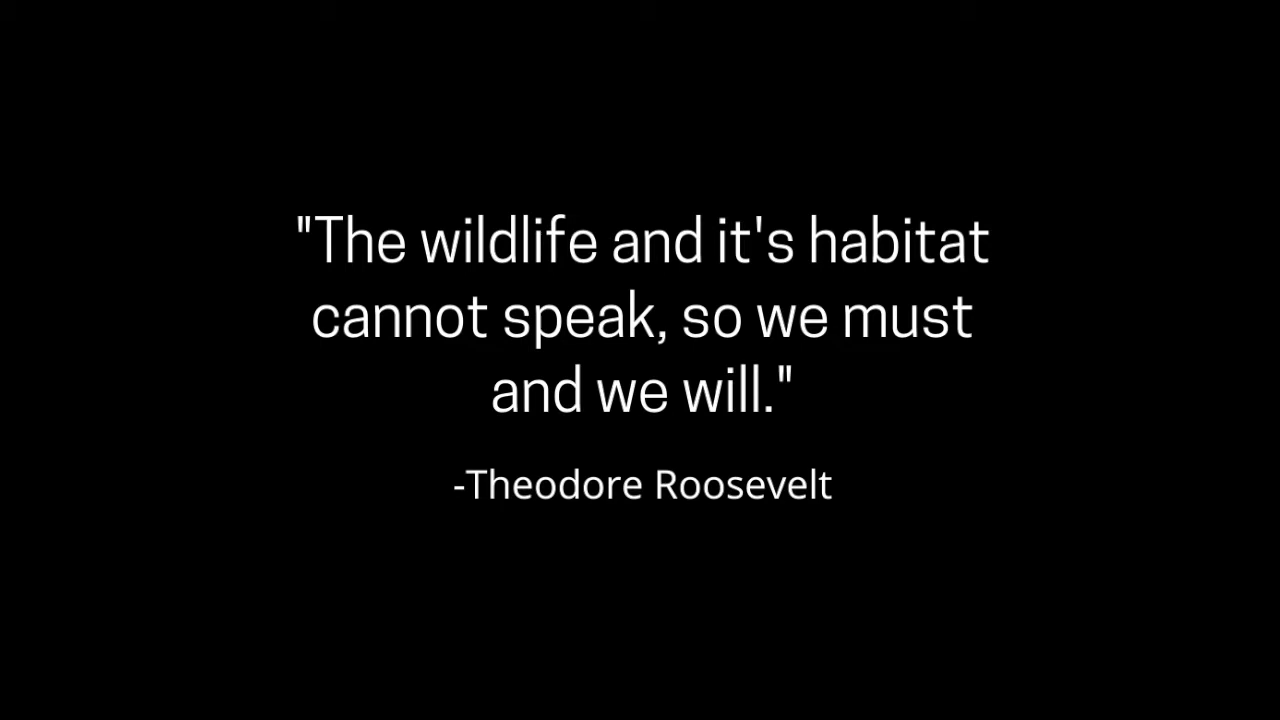 "The wildlife and it's habitat
cannot speak, so we must
and we will."
-Theodore Roosevelt